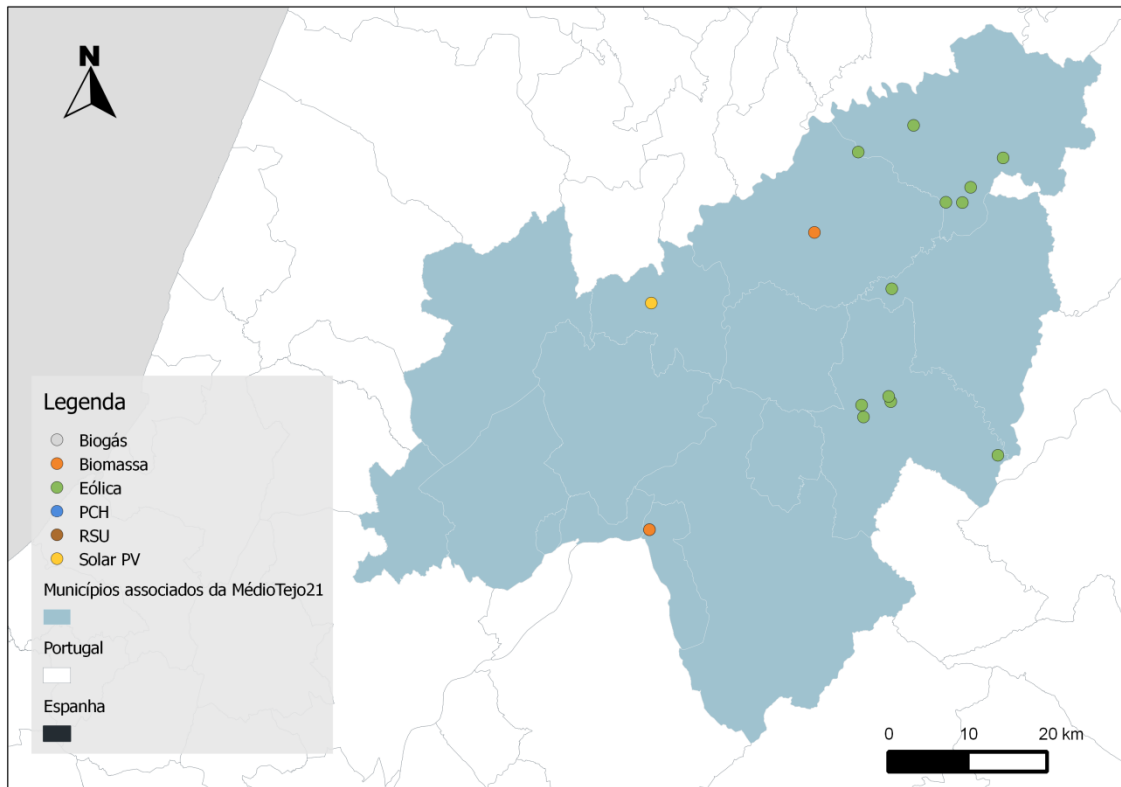 N
Legenda
Biogás
Biomassa
Eólica
PCH
RSU
Solar PV
Municípios associados da MédioTejo21
Portugal
Espanha
0 10 20 km